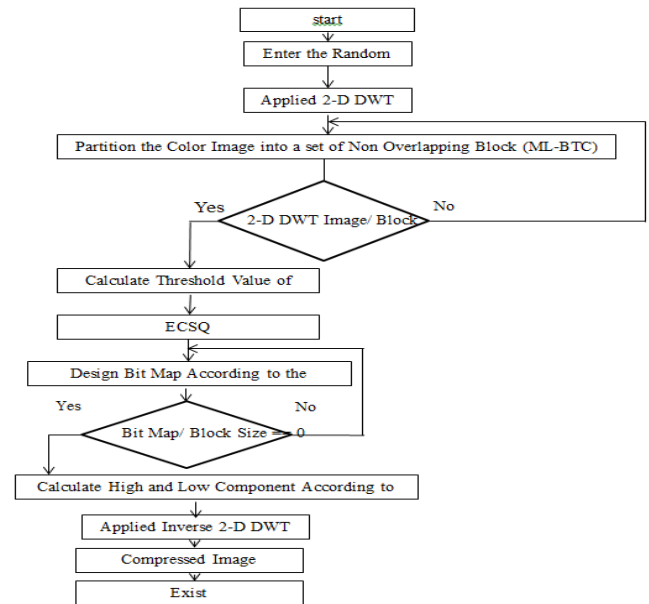 start
Enter the Random
Applied 2-D DWT
Partition the Color Image into a set of Non Overlapping Block (ML-BTC)
Yes
No
2-D DWT Image/ Block
Calculate Threshold Value of
ECSQ
Design Bit Map According to the
Yes
No
Bit Map/ Block Size == 0
Calculate High and Low Component According to
Applied Inverse 2-D DWT
Compressed Image
Exist